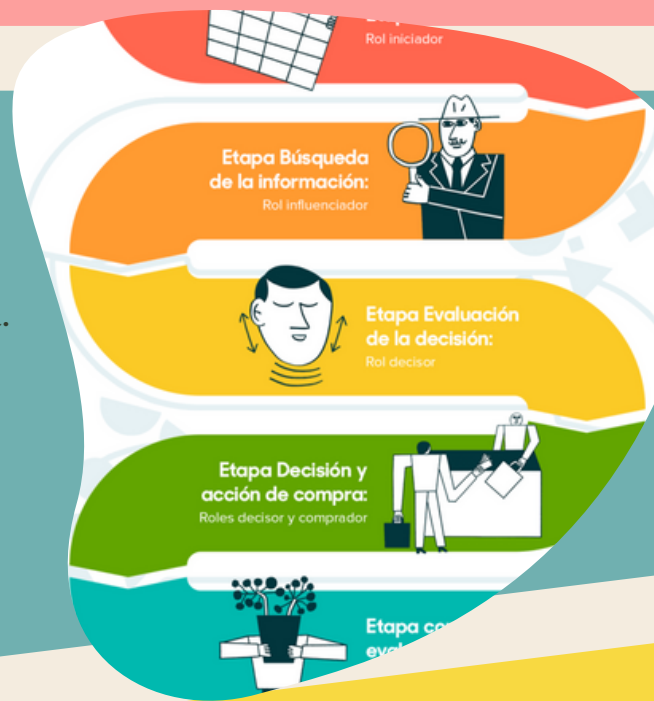 Rol iniciador
Etapa Búsqueda
de la información:
Rol influenciador
Etapa Evaluación
de la decisión:
Rol decisor
Etapa Decisión y
acción de compra:
Roles decisor y comprador
Etapa